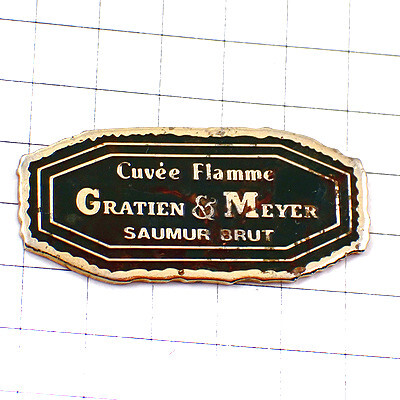 Cuvée Flamme
GRATIEN & MEYER
SAUMUR BRUT